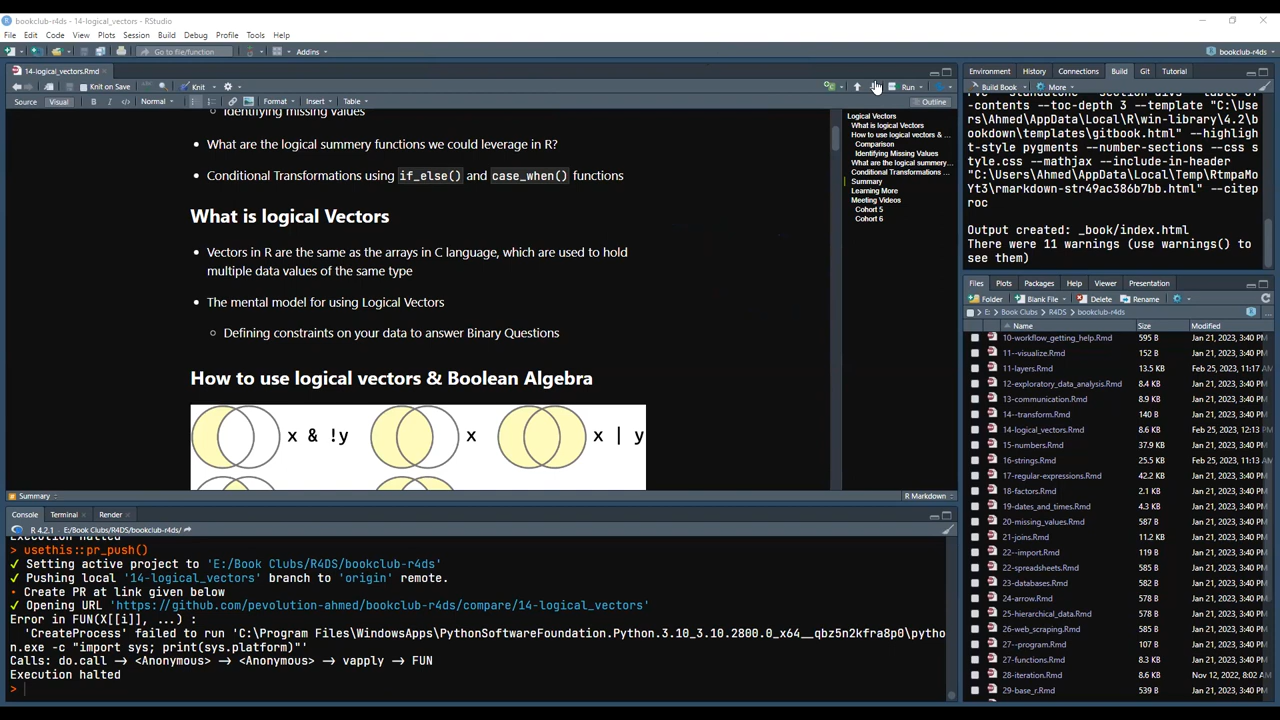 bookclub-r4ds - 14-logical_vectors - RStudio
File Edit Code View Plots Session Build Debug Profile Tools Help
Go to file/function Addins bookclub-r4ds
14-logical_vectors.Rmd
Knit on Save Knit Run
Source Visual B I </> Normal Format Insert Table Outline
Identifying missing values
What are the logical summery functions we could leverage in R?
Conditional Transformations using if_else() and case_when() functions
What is logical Vectors
Vectors in R are the same as the arrays in C language, which are used to hold
multiple data values of the same type
The mental model for using Logical Vectors
Defining constraints on your data to answer Binary Questions
How to use logical vectors & Boolean Algebra
x & !y x x | y
Logical Vectors
What is logical Vectors
How to use logical vectors & ...
Comparison
Identifying Missing Values
What are the logical summery...
Conditional Transformations ...
Summary
Learning More
Meeting Videos
Cohort 5
Cohort 6
Summary R Markdown
Console Terminal Render
R 4.2.1 · E:/Book Clubs/R4DS/bookclub-r4ds/
Execution halted
> usethis::pr_push()
✓ Setting active project to 'E:/Book Clubs/R4DS/bookclub-r4ds'
✓ Pushing local '14-logical_vectors' branch to 'origin' remote.
• Create PR at link given below
✓ Opening URL 'https://github.com/pevolution-ahmed/bookclub-r4ds/compare/14-logical_vectors'
Error in FUN(X[[i]], ...) :
'CreateProcess' failed to run 'C:\Program Files\WindowsApps\PythonSoftwareFoundation.Python.3.10_3.10.2800.0_x64__qbz5n2kfra8p0\pytho
n.exe -c "import sys; print(sys.platform)"'
Calls: do.call -> <Anonymous> -> <Anonymous> -> vapply -> FUN
Execution halted
>
Environment History Connections Build Git Tutorial
Build Book More
-contents --toc-depth 3 --template "C:\Use
rs\Ahmed\AppData\Local\R\win-library\4.2\b
ookdown\templates\gitbook.html" --highligh
t-style pygments --number-sections --css s
tyle.css --mathjax --include-in-header
"C:\Users\Ahmed\AppData\Local\Temp\RtmpaMo
Yt3\rmarkdown-str49ac386b7bb.html" --citep
roc
Output created: _book/index.html
There were 11 warnings (use warnings() to
see them)
Files Plots Packages Help Viewer Presentation
Folder Blank File Delete Rename
E: Book Clubs R4DS bookclub-r4ds
Name Size Modified
10-workflow_getting_help.Rmd 595 B Jan 21, 2023, 3:40 PM
11--visualize.Rmd 152 B Jan 21, 2023, 3:40 PM
11-layers.Rmd 13.5 KB Feb 25, 2023, 11:17 AM
12-exploratory_data_analysis.Rmd 8.4 KB Jan 21, 2023, 3:40 PM
13-communication.Rmd 8.9 KB Jan 21, 2023, 3:40 PM
14--transform.Rmd 140 B Jan 21, 2023, 3:40 PM
14-logical_vectors.Rmd 8.6 KB Feb 25, 2023, 12:13 P
15-numbers.Rmd 37.9 KB Jan 21, 2023, 3:40 PM
16-strings.Rmd 25.5 KB Feb 25, 2023, 11:13 A
17-regular-expressions.Rmd 42.2 KB Jan 21, 2023, 3:40 PM
18-factors.Rmd 2.1 KB Jan 21, 2023, 3:40 PM
19-dates_and_times.Rmd 4.3 KB Jan 21, 2023, 3:40 PM
20-missing_values.Rmd 587 B Jan 21, 2023, 3:40 PM
21-joins.Rmd 11.2 KB Jan 21, 2023, 3:40 PM
22--import.Rmd 119 B Jan 21, 2023, 3:40 PM
22-spreadsheets.Rmd 585 B Jan 21, 2023, 3:40 PM
23-databases.Rmd 582 B Jan 21, 2023, 3:40 PM
24-arrow.Rmd 578 B Jan 21, 2023, 3:40 PM
25-hierarchical_data.Rmd 578 B Jan 21, 2023, 3:40 PM
26-web_scraping.Rmd 581 B Jan 21, 2023, 3:40 PM
27--program.Rmd 107 B Jan 21, 2023, 3:40 PM
27-functions.Rmd 8.3 KB Jan 21, 2023, 3:40 PM
28-iteration.Rmd 8.6 KB Nov 12, 2022, 8:02 AM
29-base_r.Rmd 539 B Jan 21, 2023, 3:40 PM